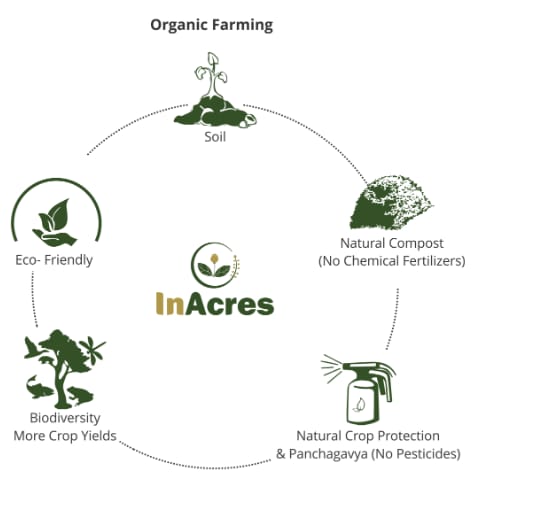 Organic Farming
Soil
Natural Compost
(No Chemical Fertilizers)
Natural Crop Protection
& Panchagavya (No Pesticides)
Biodiversity
More Crop Yields
Eco- Friendly
InAcres